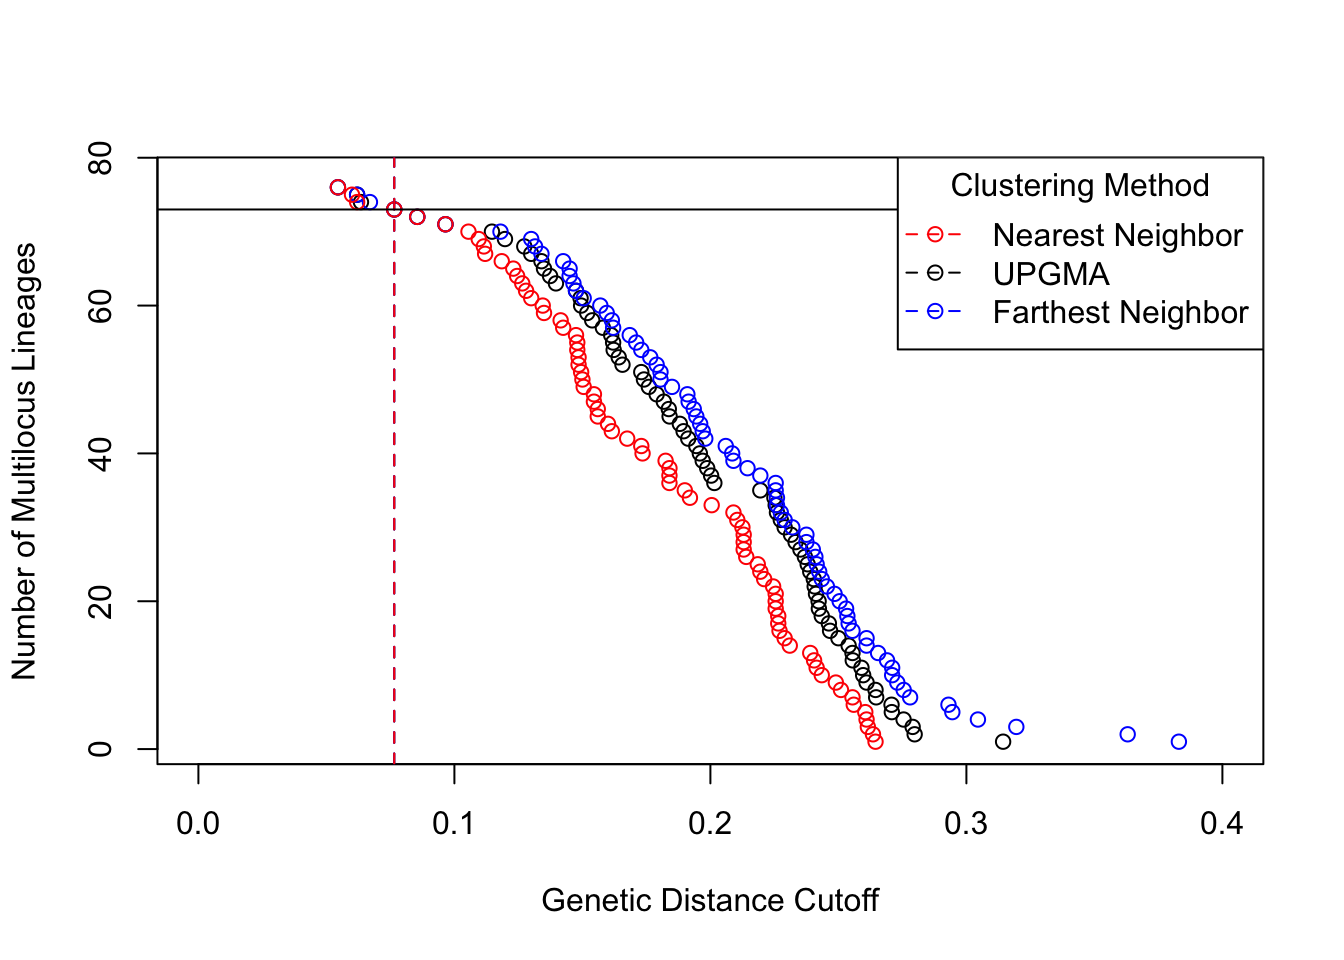 80
60
40
20
0
Number of Multilocus Lineages
Clustering Method
Nearest Neighbor
UPGMA
Farthest Neighbor
0.0 0.1 0.2 0.3 0.4
Genetic Distance Cutoff